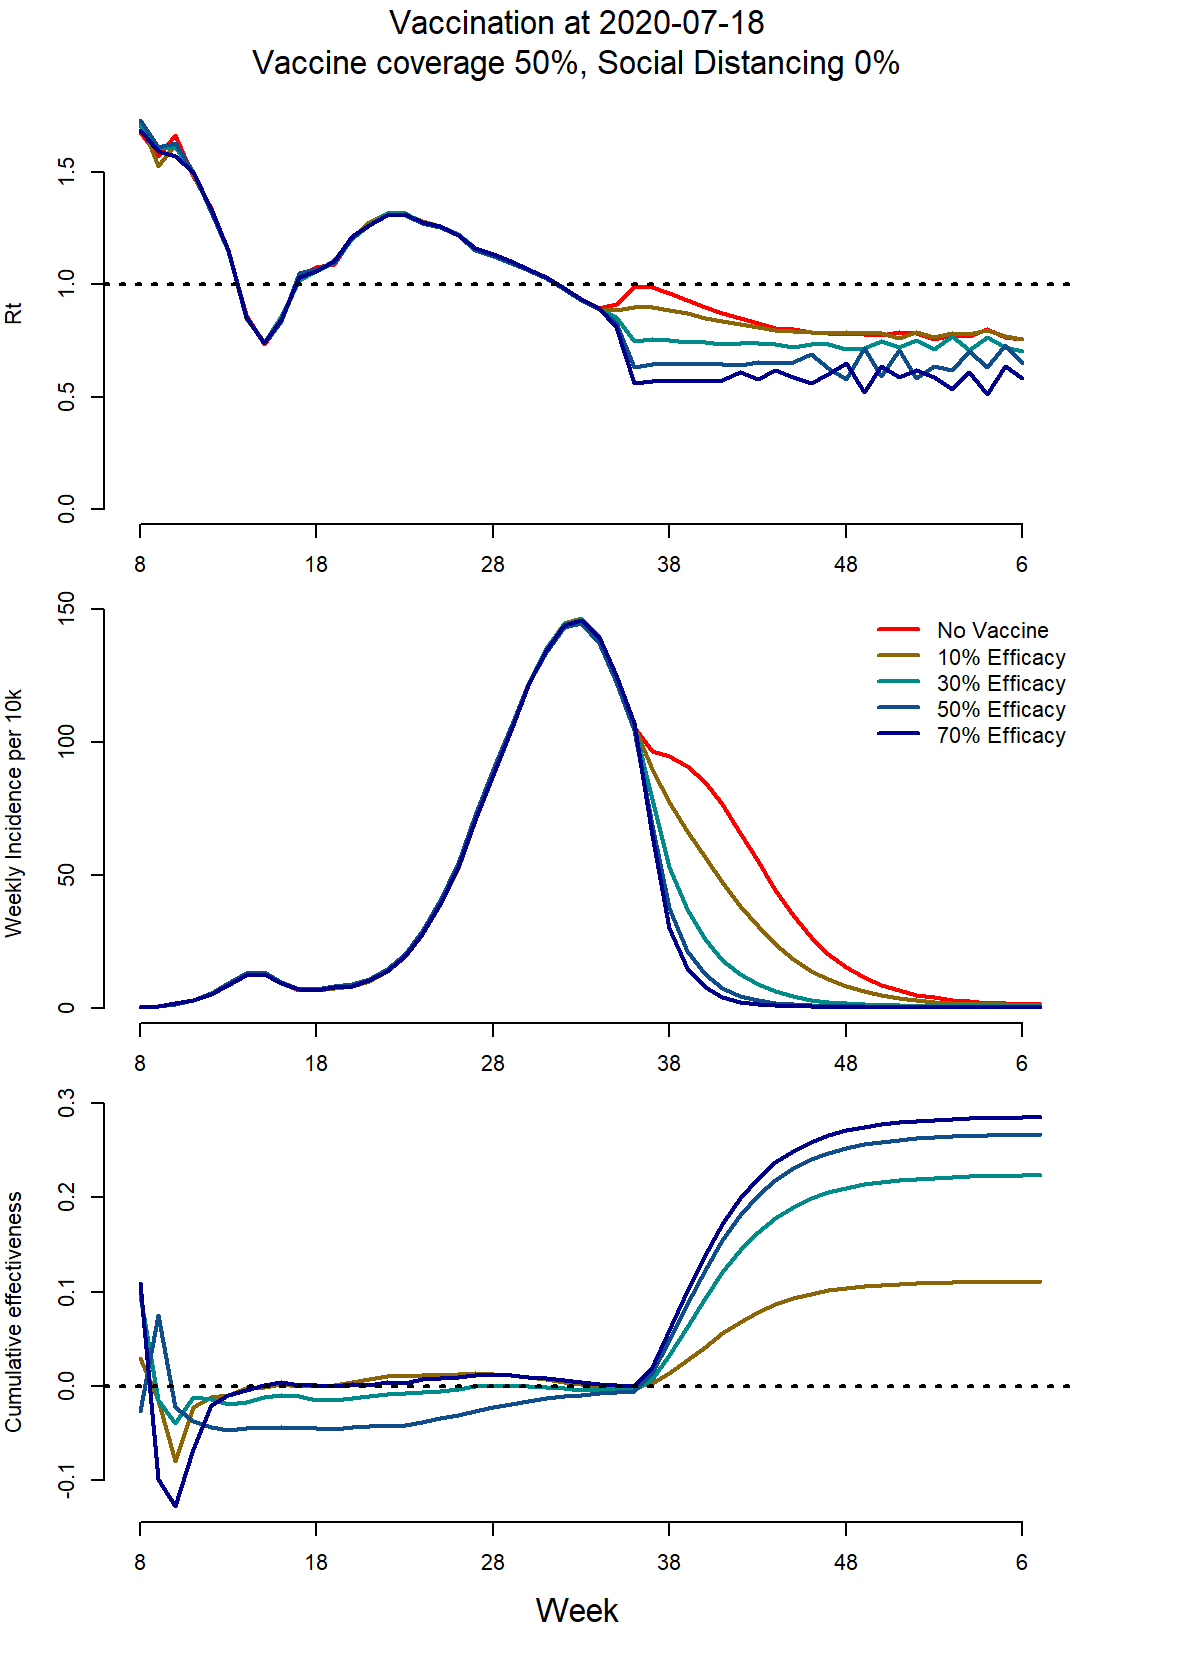 Vaccination at 2020-07-18
Vaccine coverage 50%, Social Distancing 0%
Rt
0.0
0.5
1.0
1.5
8
18
28
38
48
6
Weekly Incidence per 10k
0
50
100
150
No Vaccine
10% Efficacy
30% Efficacy
50% Efficacy
70% Efficacy
8
18
28
38
48
6
Cumulative effectiveness
-0.1
0.0
0.1
0.2
0.3
8
18
28
38
48
6
Week